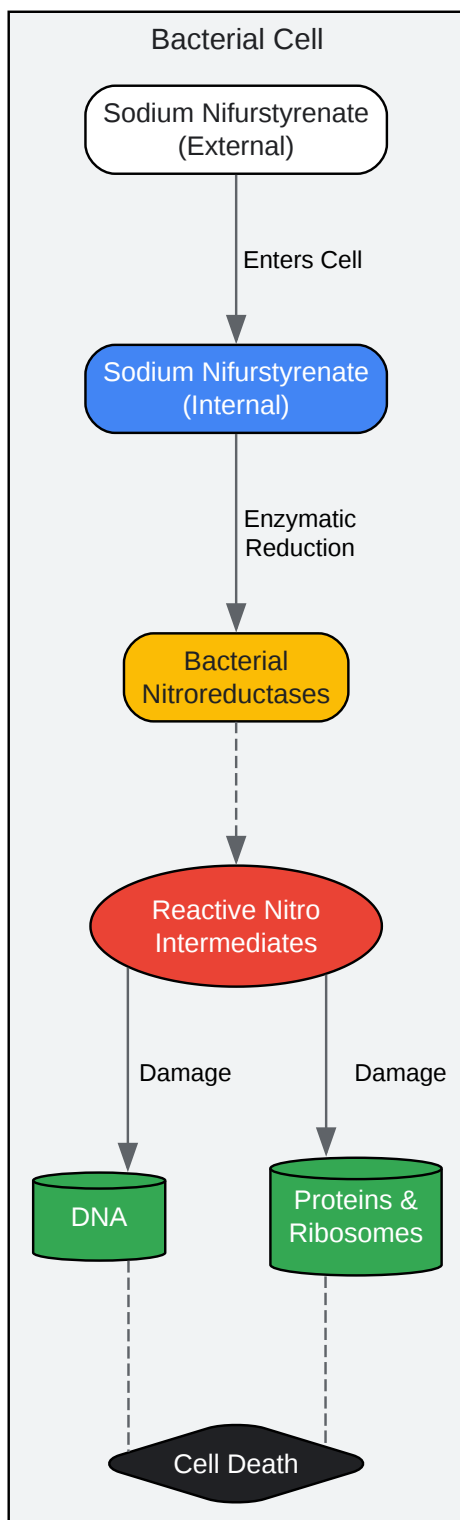 Bacterial Cell
Sodium Nifurstyrenate
(External)
Enters Cell
Sodium Nifurstyrenate
(Internal)
Enzymatic
Reduction
Bacterial
Nitroreductases
Reactive Nitro
Intermediates
Damage
Damage
DNA
Proteins &
Ribosomes
Cell Death